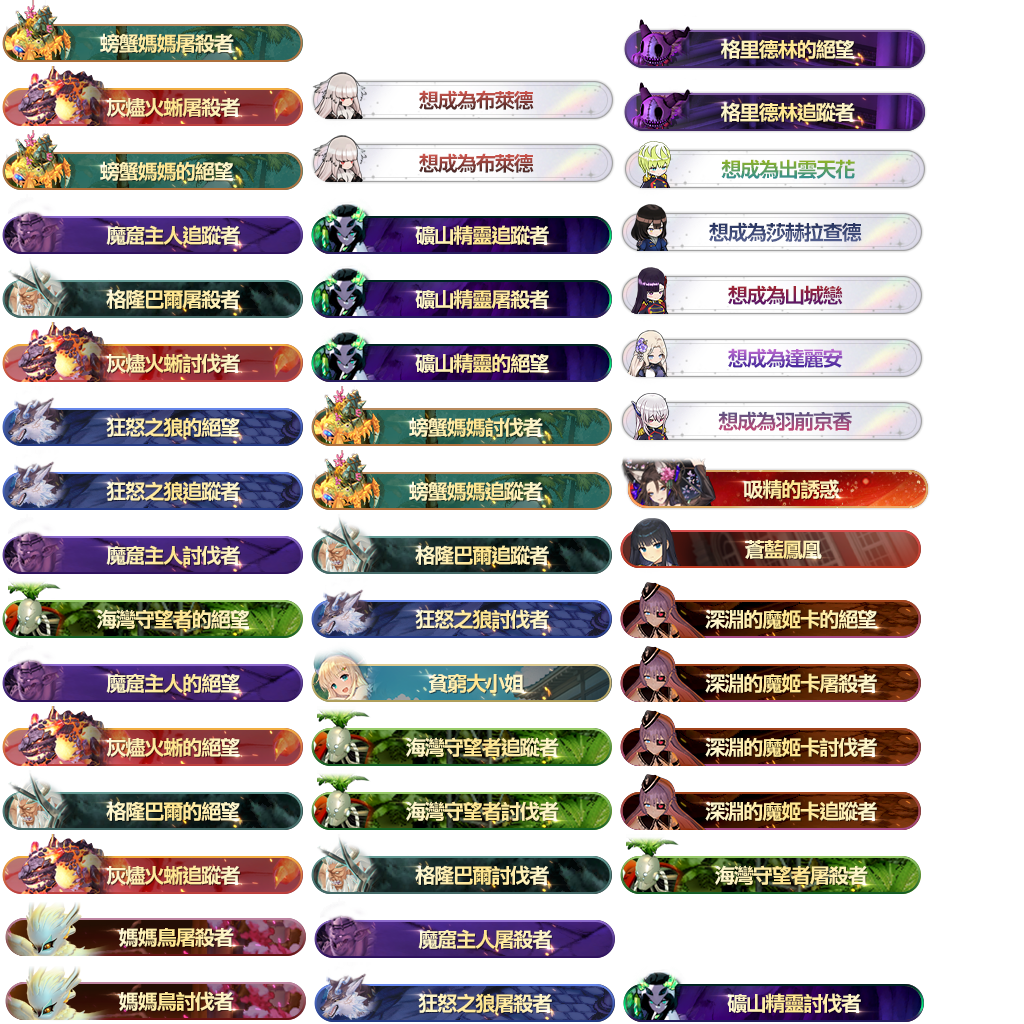 螃蟹媽媽屠殺者
灰燼火蜥屠殺者
螃蟹媽媽的絕望
魔窟主人追蹤者
格隆巴爾屠殺者
灰燼火蜥討伐者
狂怒之狼的絕望
狂怒之狼追蹤者
魔窟主人討伐者
海灣守望者的絕望
魔窟主人的絕望
灰燼火蜥的絕望
格隆巴爾的絕望
灰燼火蜥追蹤者
媽媽鳥屠殺者
媽媽鳥討伐者
想成為布萊德
想成為布萊德
礦山精靈追蹤者
礦山精靈屠殺者
礦山精靈的絕望
螃蟹媽媽討伐者
螃蟹媽媽追蹤者
格隆巴爾追蹤者
狂怒之狼討伐者
貧窮大小姐
海灣守望者追蹤者
海灣守望者討伐者
格隆巴爾討伐者
魔窟主人屠殺者
狂怒之狼屠殺者
格里德林的絕望
格里德林追蹤者
想成為出雲天花
想成為莎赫拉查德
想成為山城戀
想成為達麗安
想成為羽前京香
吸精的誘惑
蒼藍鳳凰
深淵的魔姬卡的絕望
深淵的魔姬卡屠殺者
深淵的魔姬卡討伐者
深淵的魔姬卡追蹤者
海灣守望者屠殺者
礦山精靈討伐者